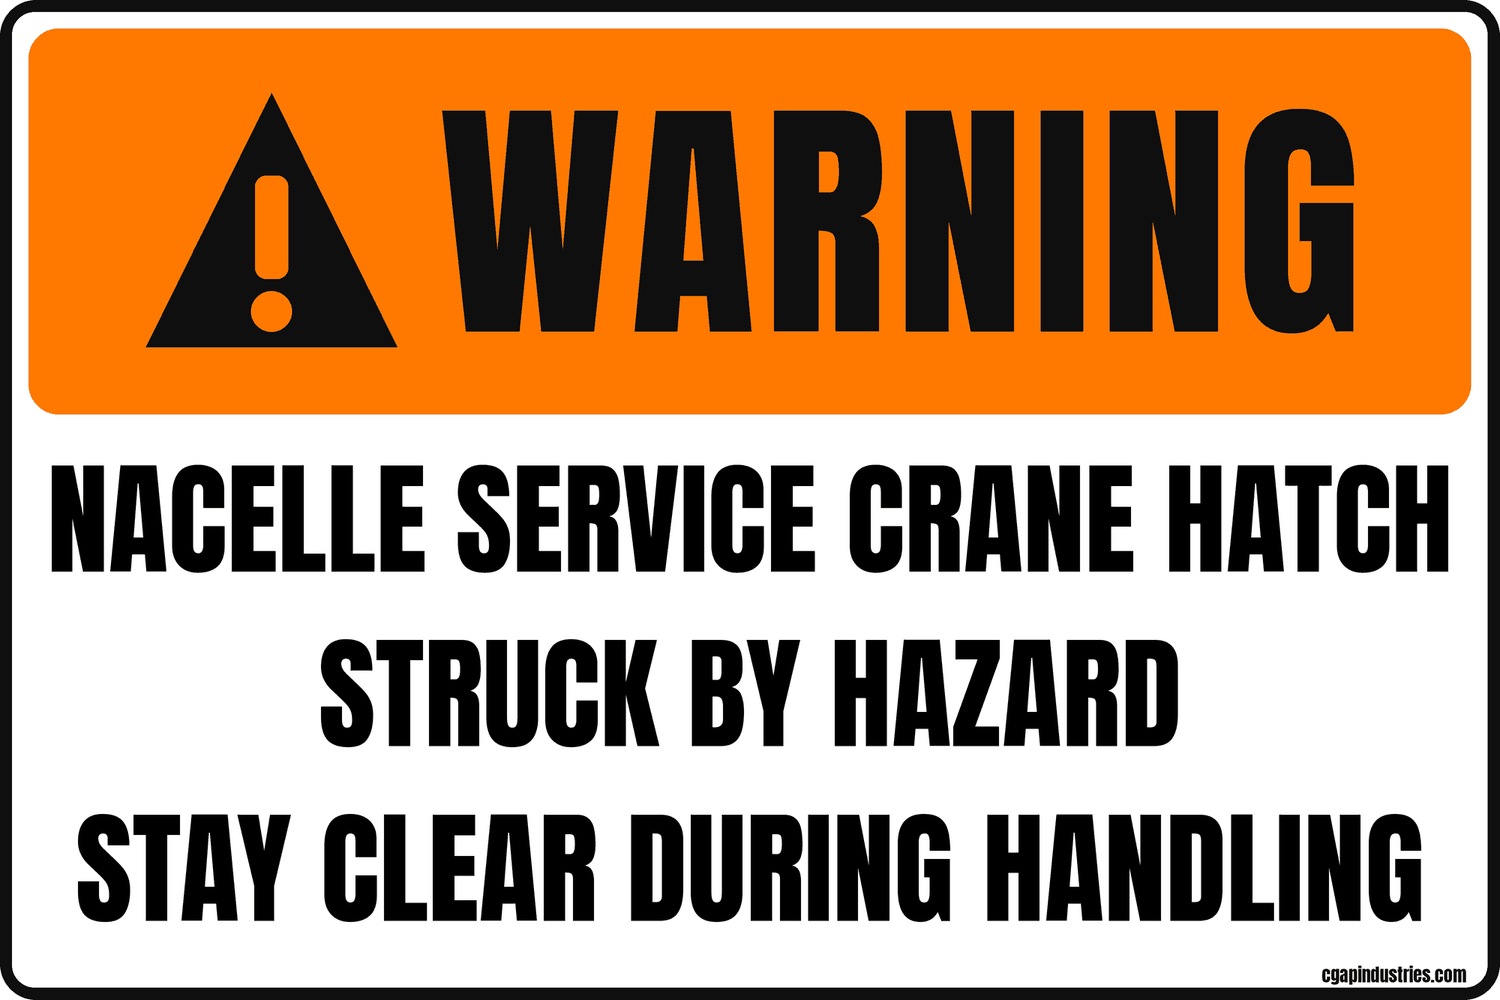 WARNING
NACELLE SERVICE CRANE HATCH
STRUCK BY HAZARD
STAY CLEAR DURING HANDLING
cgapindustries.com